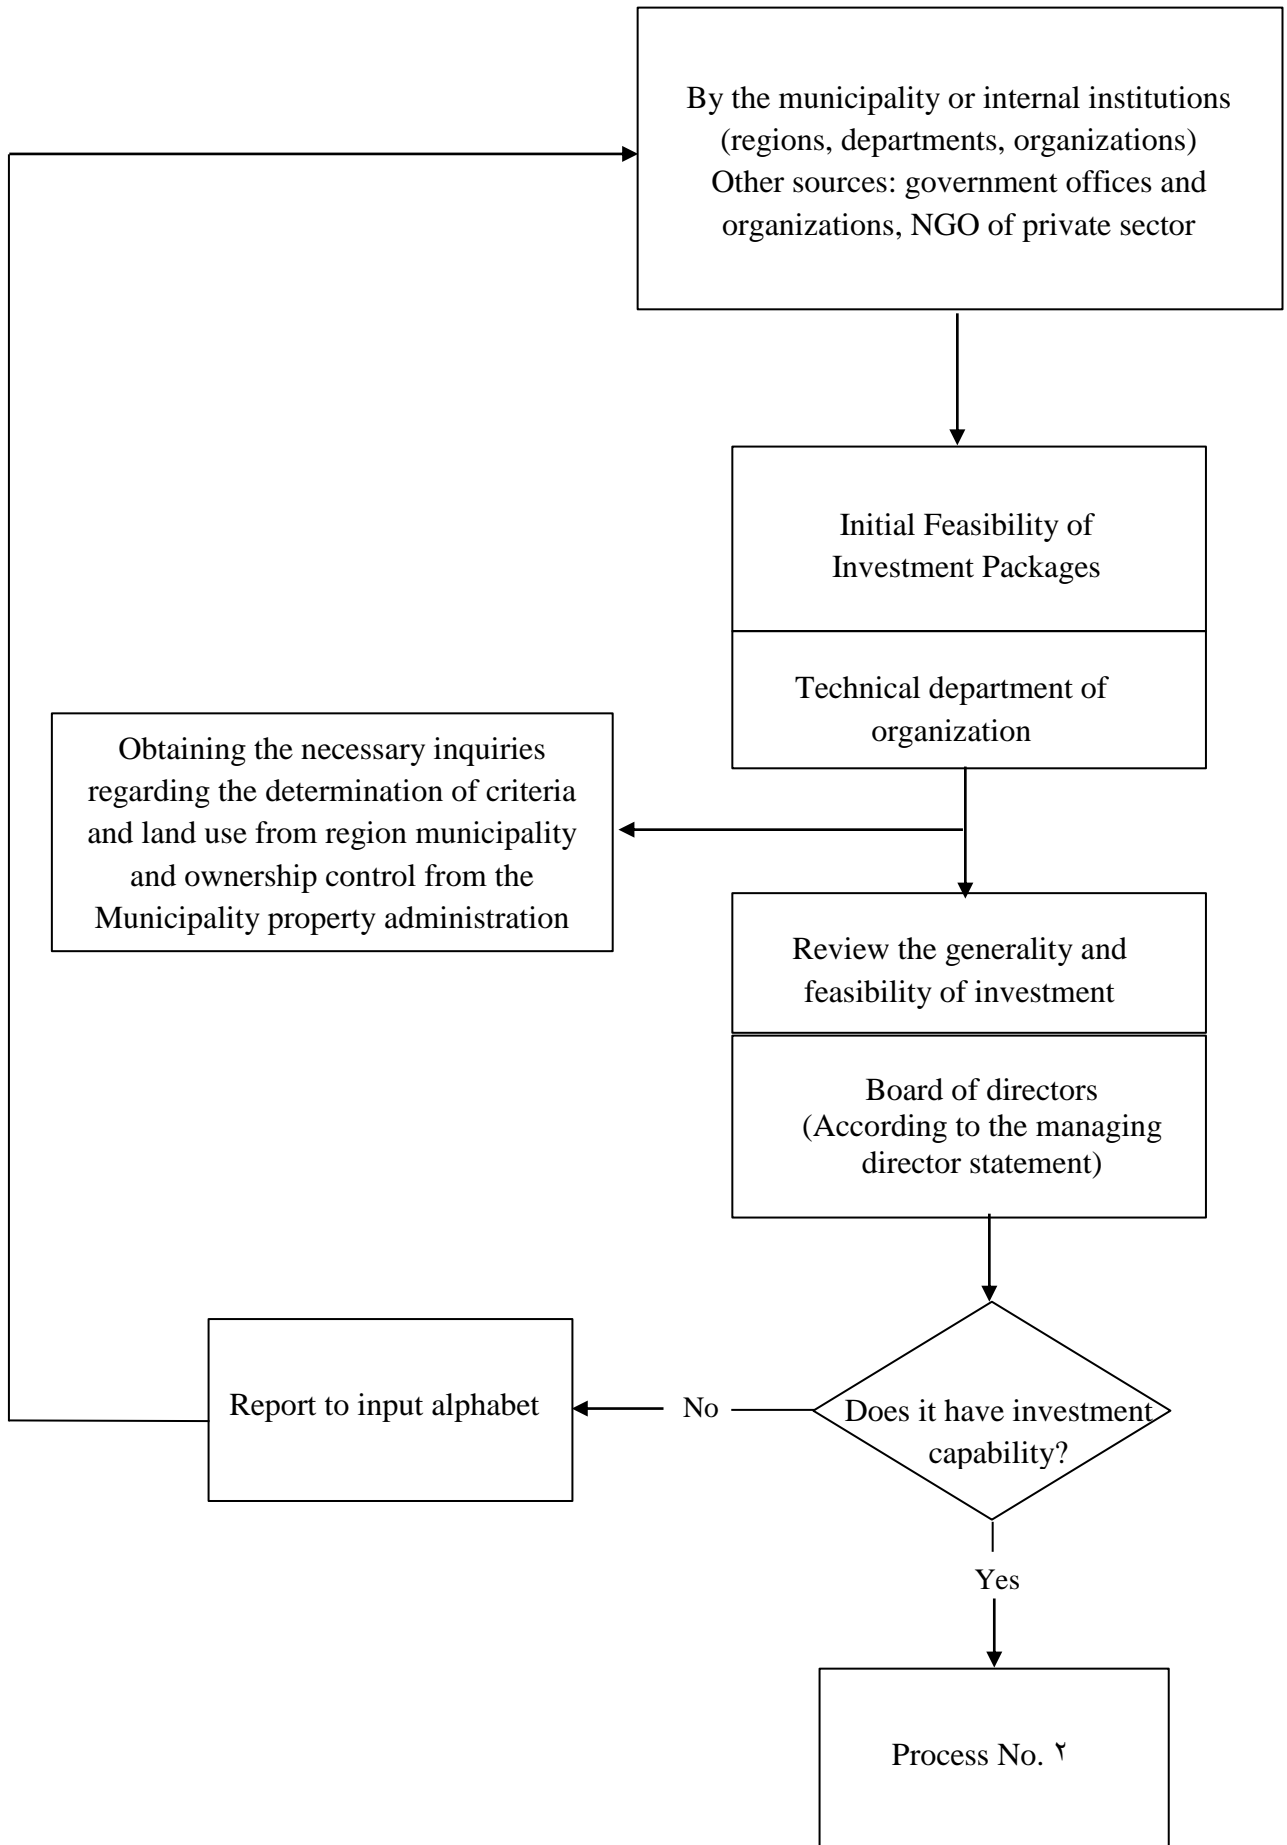 By the municipality or internal institutions
(regions, departments, organizations)
Other sources: government offices and
organizations, NGO of private sector
Initial Feasibility of
Investment Packages
Technical department of
organization
Obtaining the necessary inquiries
regarding the determination of criteria
and land use from region municipality
and ownership control from the
Municipality property administration
Review the generality and
feasibility of investment
Board of directors
(According to the managing
director statement)
Does it have investment
capability?
No
Report to input alphabet
Yes
Process No. ۲